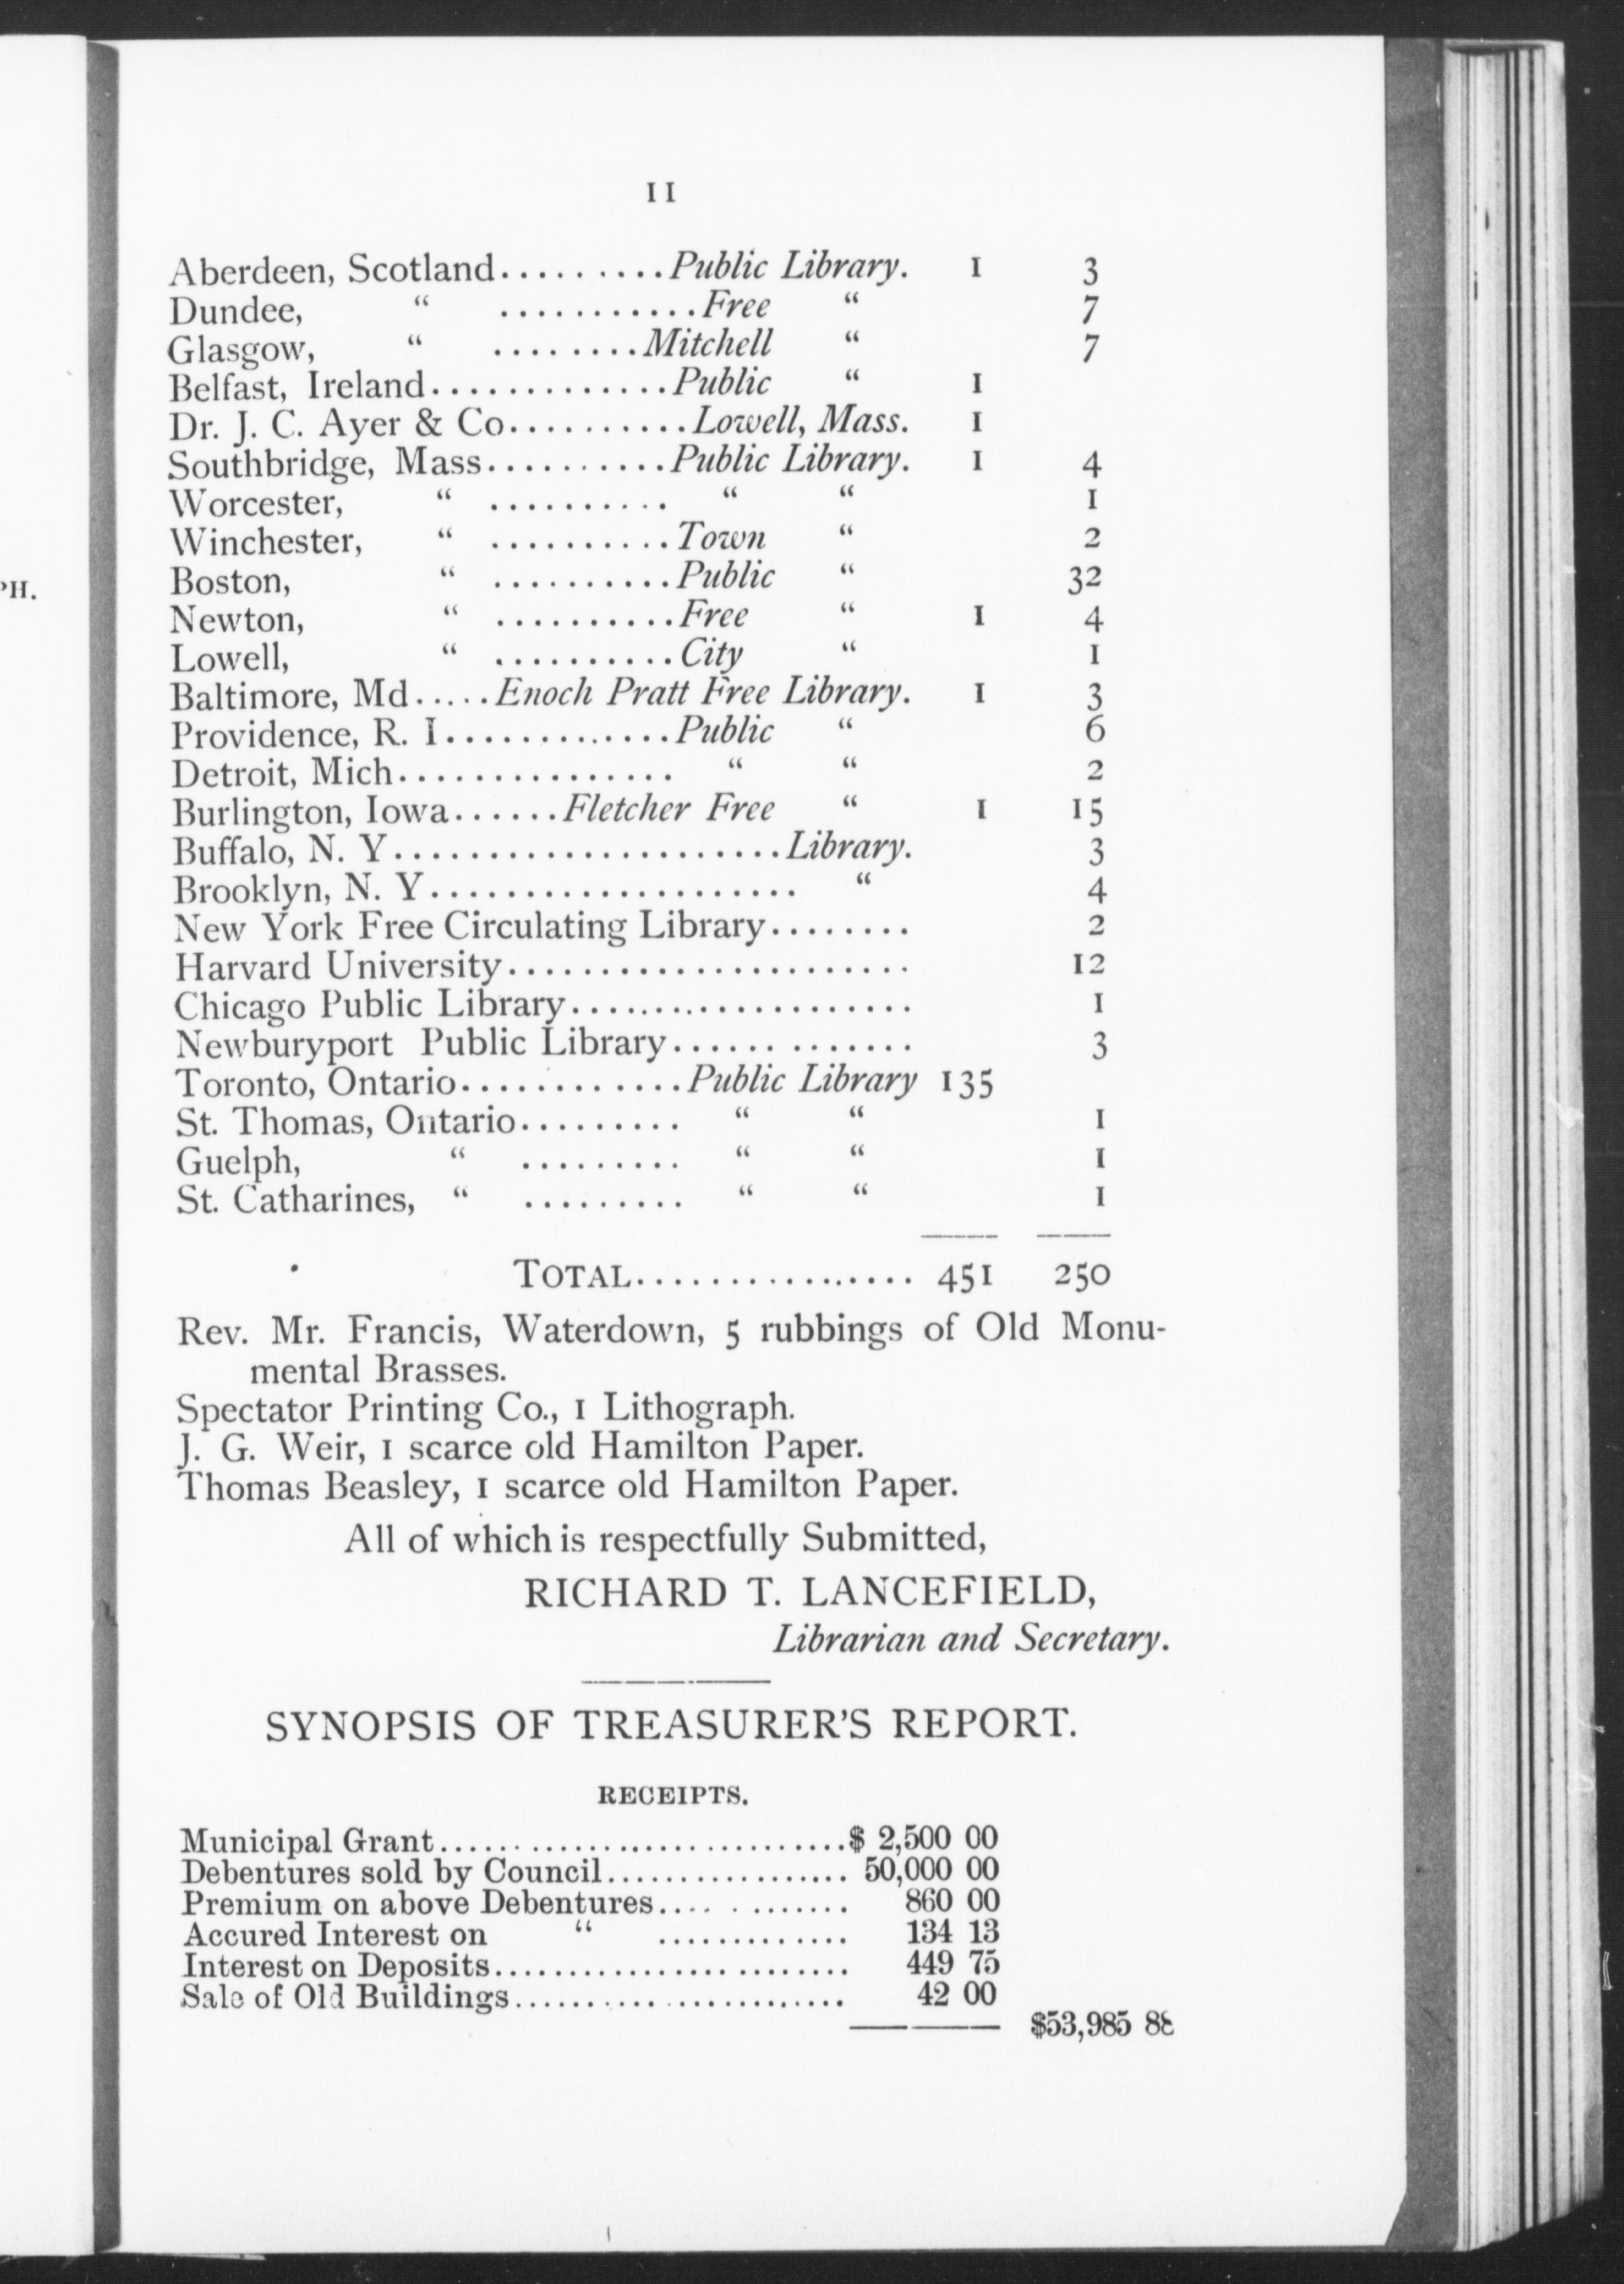 PH.
11
Aberdeen, Scotland.........Public Library. 1 3
Dundee, " ...........Free " 7
Glasgow, " ........Mitchell " 7
Belfast, Ireland.............Public " 1
Dr. J. C. Ayer & Co..........Lowell, Mass. 1
Southbridge, Mass..........Public Library. 1 4
Worcester, " .......... " " 1
Winchester, " ..........Town " 2
Boston, " ..........Public " 32
Newton, " ..........Free " 1 4
Lowell, " ..........City " 1
Baltimore, Md.....Enoch Pratt Free Library. 1 3
Providence, R. I............Public " 6
Detroit, Mich............... " " 2
Burlington, Iowa......Fletcher Free " 1 15
Buffalo, N. Y.....................Library. 3
Brooklyn, N. Y.................... " 4
New York Free Circulating Library........ 2
Harvard University...................... 12
Chicago Public Library................... 1
Newburyport Public Library...... ....... 3
Toronto, Ontario............Public Library 135
St. Thomas, Ontario......... " " 1
Guelph, " ......... " " 1
St. Catharines, " ......... " " 1
TOTAL............... 451 250
Rev. Mr. Francis, Waterdown, 5 rubbings of Old Monu-
mental Brasses.
Spectator Printing Co., 1 Lithograph.
J. G. Weir, 1 scarce old Hamilton Paper.
Thomas Beasley, 1 scarce old Hamilton Paper.
All of which is respectfully Submitted,
RICHARD T. LANCEFIELD,
Librarian and Secretary.
SYNOPSIS OF TREASURER'S REPORT.
RECEIPTS.
Municipal Grant.................................$ 2,500 00
Debentures sold by Council................. 50,000 00
Premium on above Debentures.... . ....... 860 00
Accured Interest on " ............. 134 13
Interest on Deposits......................... 449 75
Sale of Old Buildings....................... 42 00
$53,985 88